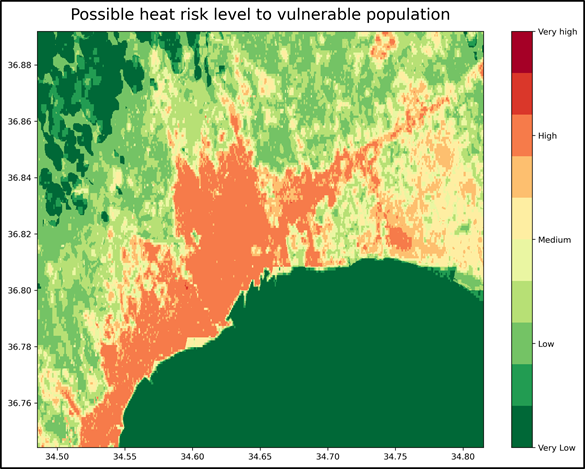 Possible heat risk level to vulnerable population
36.88
36.86
36.84
36.82
36.80
36.78
36.76
34.50 34.55 34.60 34.65 34.70 34.75 34.80
Very high
High
Medium
Low
Very Low